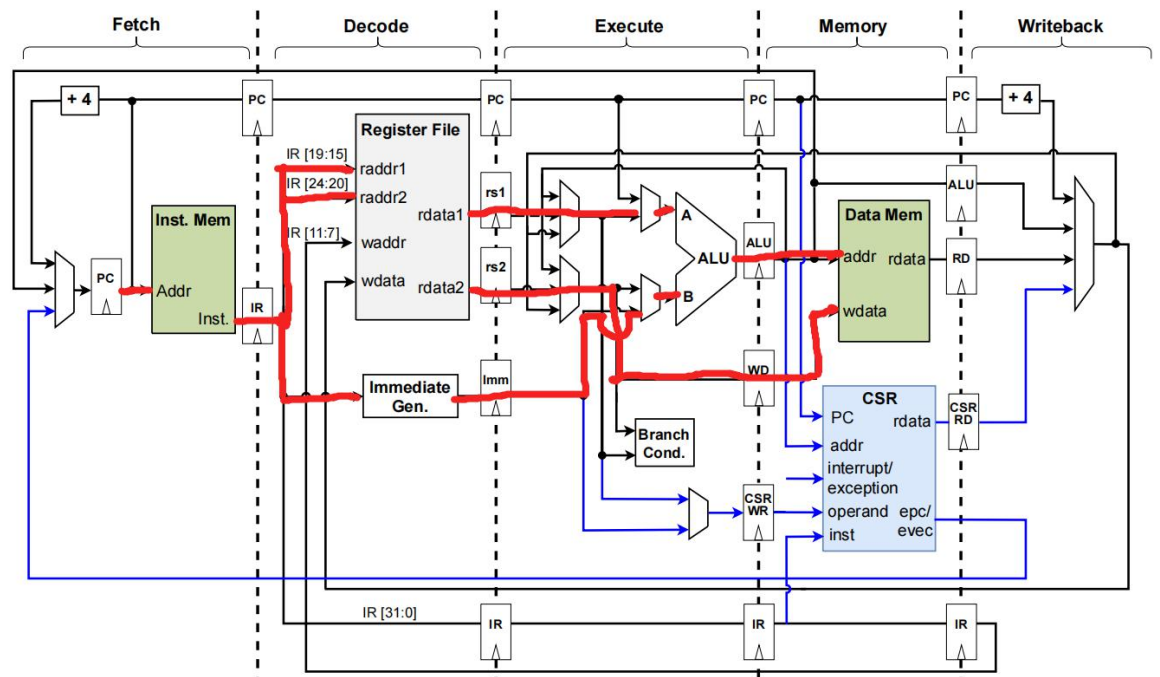 Fetch Decode Execute Memory Writeback
+ 4 PC PC PC PC + 4
Register File
IR [19:15] raddr1
IR [24:20] raddr2
rs1
rdata1
A
ALU
ALU
Inst. Mem
Data Mem
IR [11:7] waddr
ALU
addr rdata RD
PC Addr
wdata
rs2
rdata2
B
wdata
Inst. IR
Immediate Gen.
Imm
WD
CSR
PC rdata
CSR RD
addr
Branch Cond.
interrupt/ exception
CSR WR
operand epc/ evec
inst
IR [31:0] IR IR IR